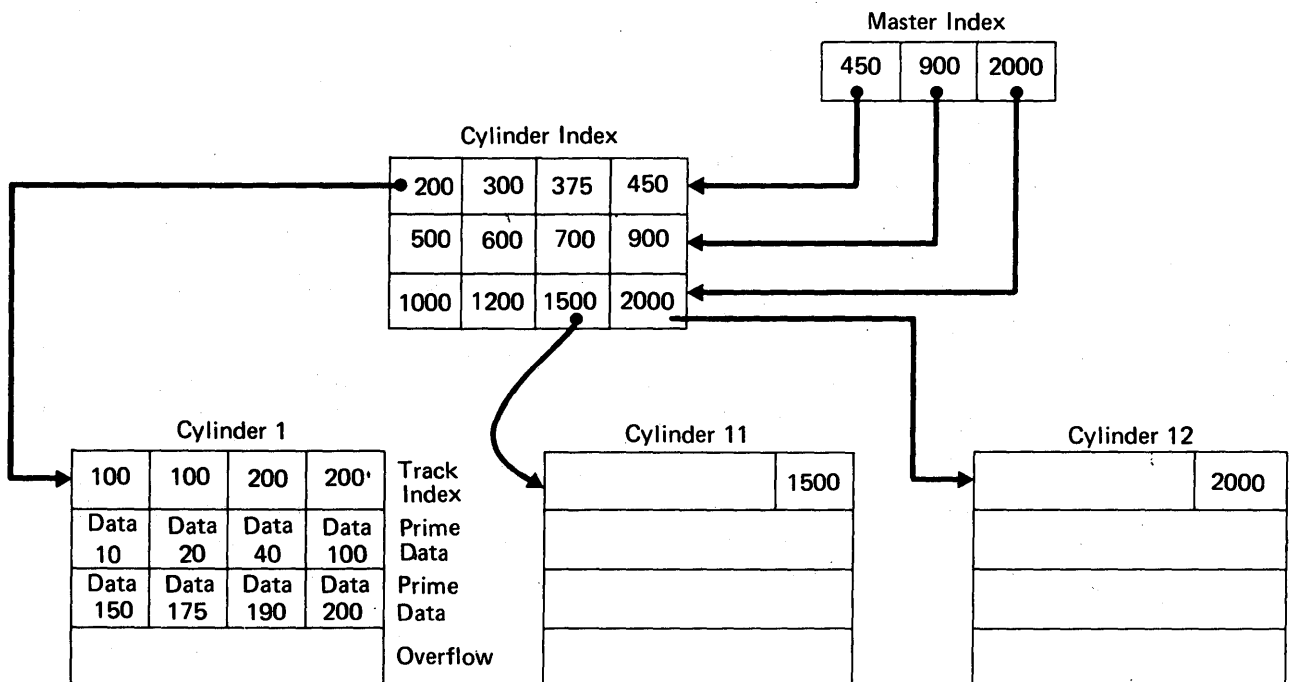 Master Index
450 900 2000
Cylinder Index
200 300 375 450
500 600 700 900
1000 1200 1500 2000
Cylinder 1
100 100 200 200
Track
Index
Data Data Data Data
10 20 40 100
Prime
Data
Data Data Data Data
150 175 190 200
Prime
Data
Overflow
Cylinder 11
1500
Cylinder 12
2000